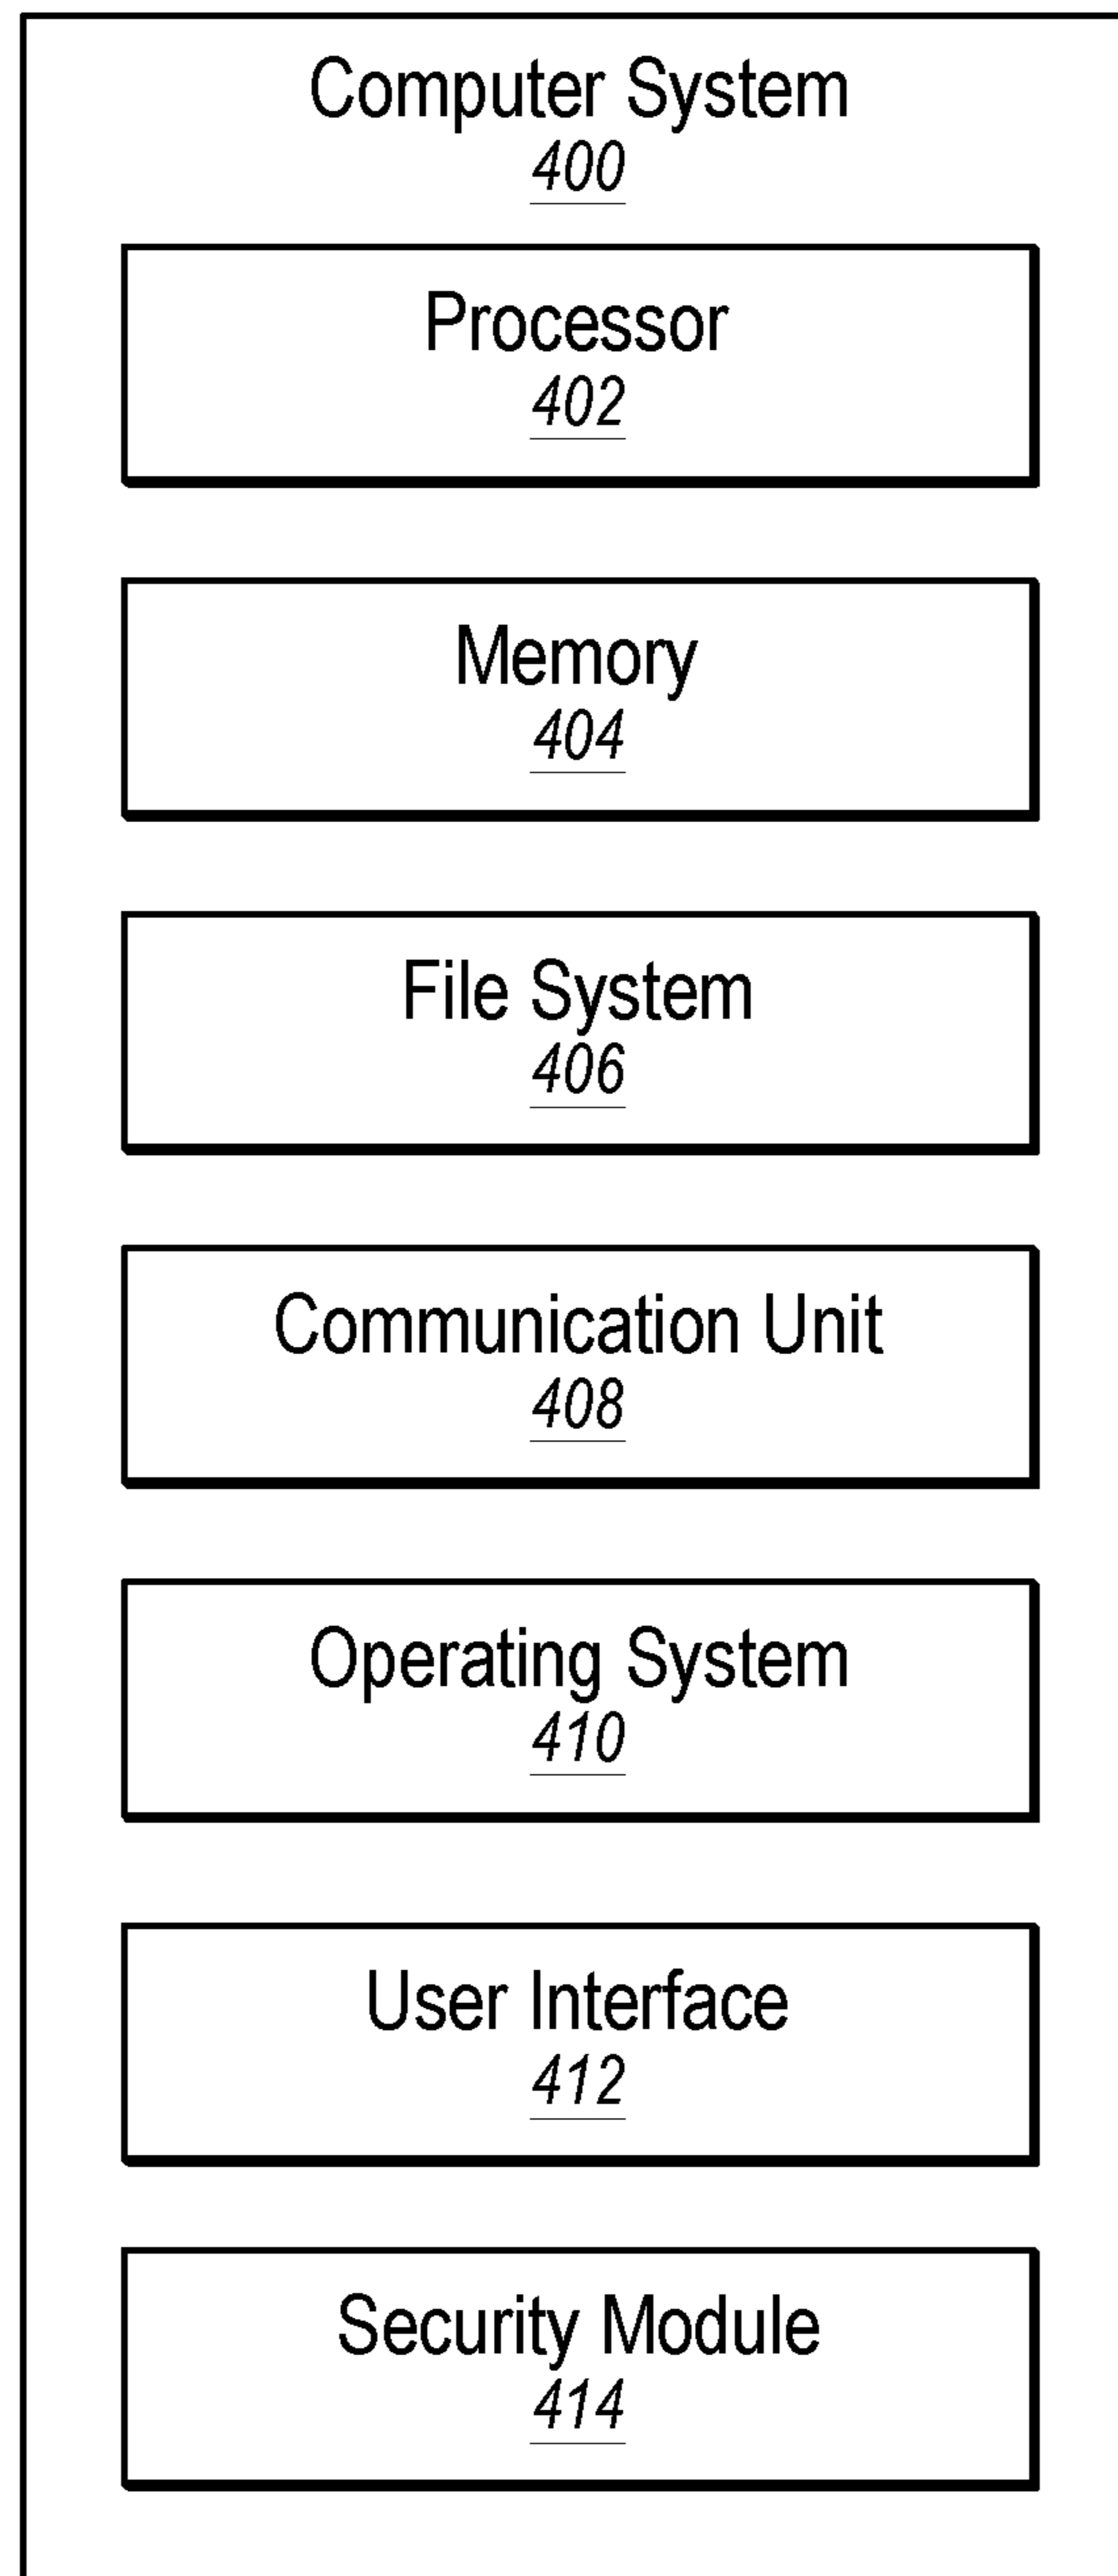 Computer System
400
Processor
402
Memory
404
File System
406
Communication Unit
408
Operating System
410
User Interface
412
Security Module
414